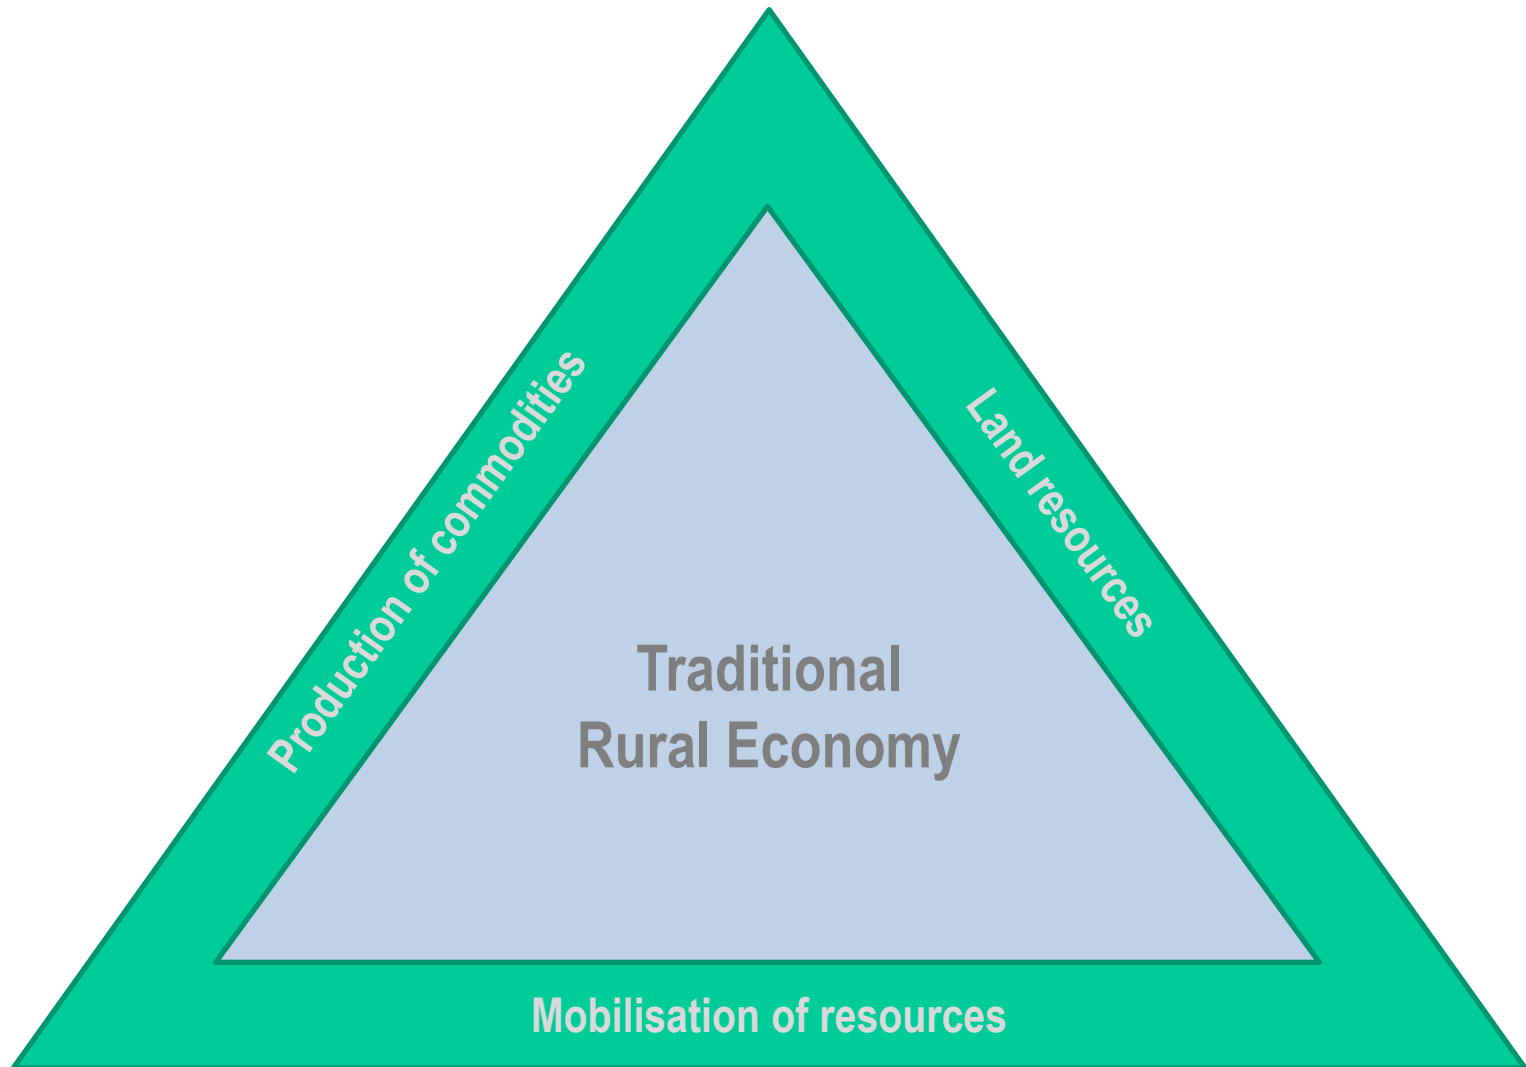 Production of commodities
Land resources
Traditional
Rural Economy
Mobilisation of resources